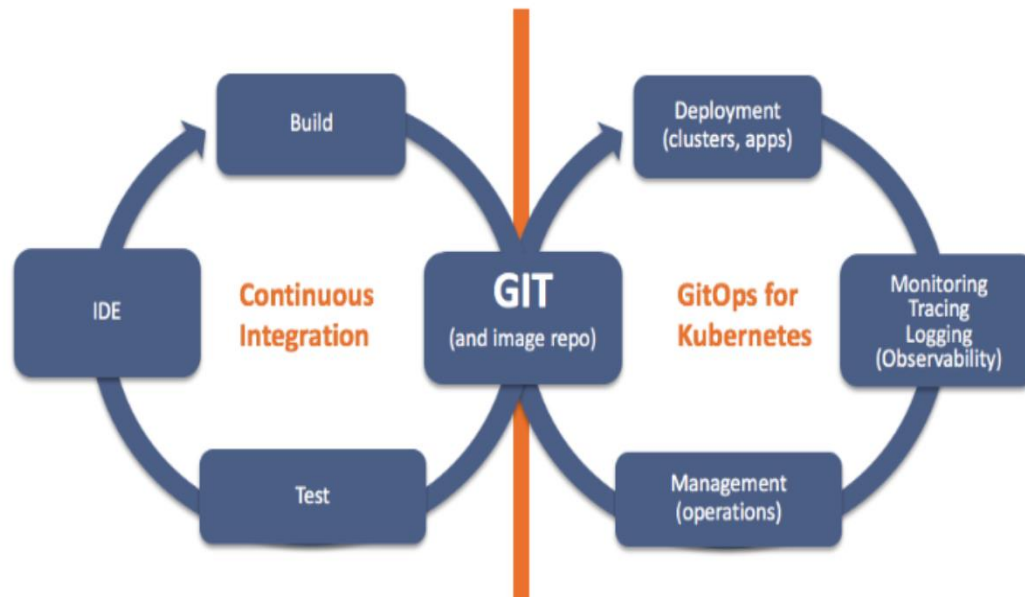 Build
Deployment
(clusters, apps)
IDE
Continuous
Integration
GIT
(and image repo)
GitOps for
Kubernetes
Monitoring
Tracing
Logging
(Observability)
Test
Management
(operations)